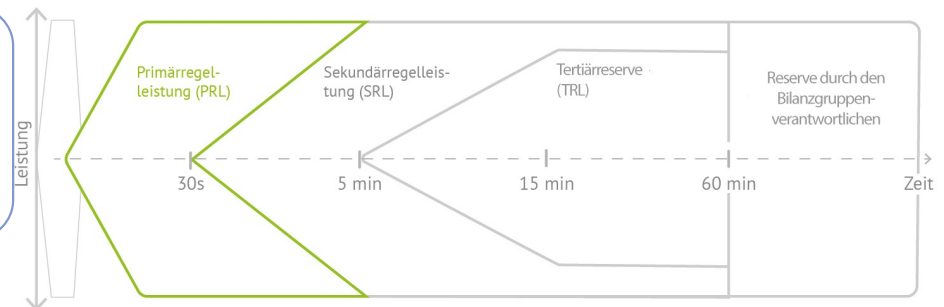 Leistung
Primärregel-
leistung (PRL)
Sekundärregelleis-
tung (SRL)
Tertiärreserve
(TRL)
Reserve durch den
Bilanzgruppen-
verantwortlichen
30s
5 min
15 min
60 min
Zeit